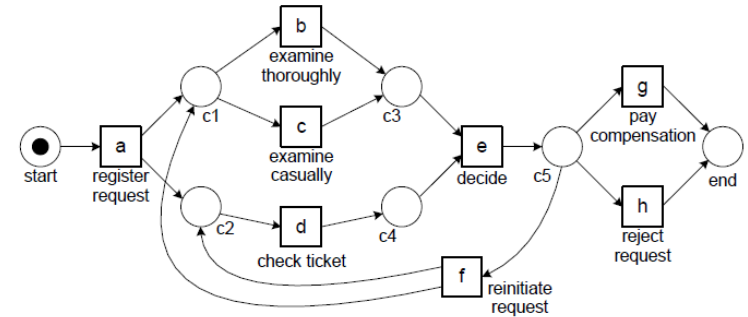 b
examine
thoroughly
g
pay
compensation
c1
c
examine
casually
c3
a
register
request
start
e
decide
c5
end
c2
d
check ticket
c4
h
reject
request
f
reinitiate
request